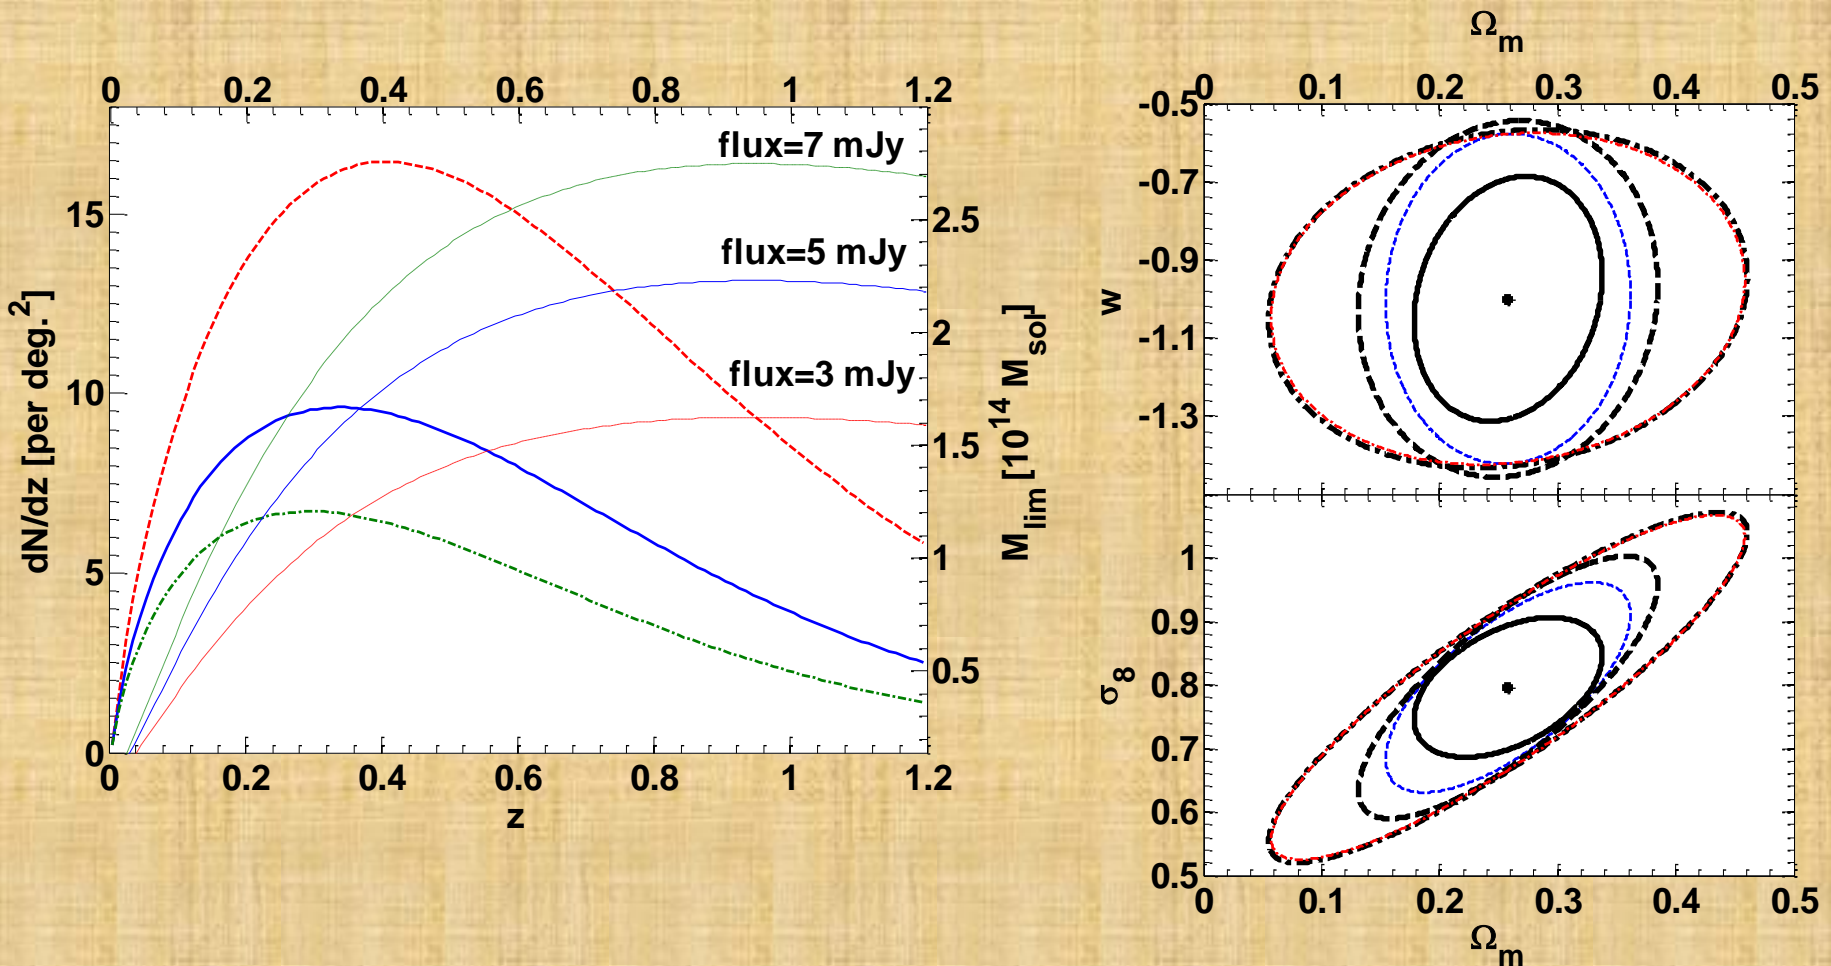 0 0.2 0.4 0.6 0.8 1 1.2
flux=7 mJy
flux=5 mJy
flux=3 mJy
15
10
5
0
dN/dz [per deg.²]
2.5
2
1.5
1
0.5
M_lim [10¹⁴ M_sol]
0 0.2 0.4 0.6 0.8 1 1.2
z
Ω_m
0 0.1 0.2 0.3 0.4 0.5
-0.5
-0.7
-0.9
-1.1
-1.3
w
1
0.9
0.8
0.7
0.6
0.5
σ_8
0 0.1 0.2 0.3 0.4 0.5
Ω_m